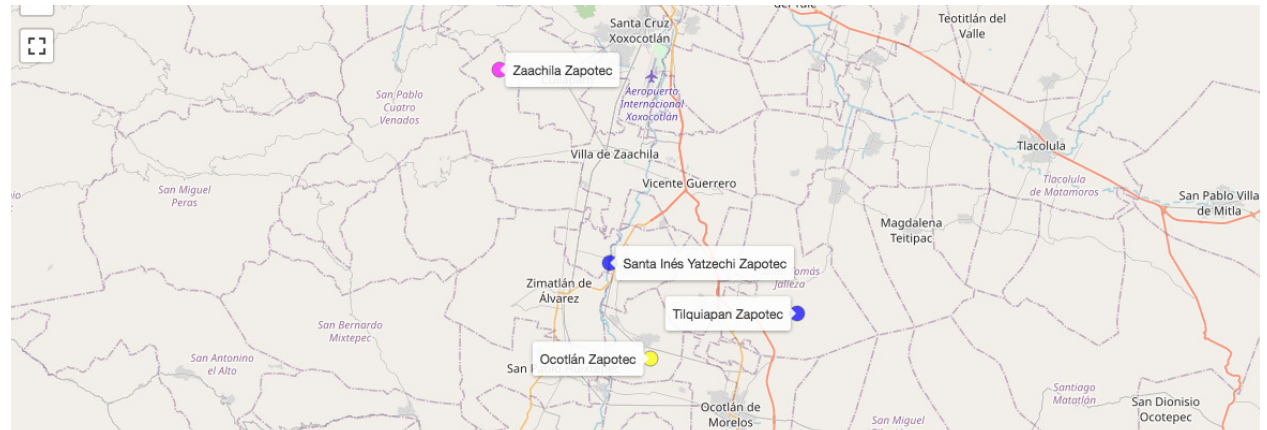 Teotitlán del
Valle
Santa Cruz
Xoxocotlán
Zaachila Zapotec
San Pablo
Cuatro
Venados
Aeropuerto
Internacional
Xoxocotlán
Tlacolula
Villa de Zaachila
Vicente Guerrero
San Miguel
Peras
Tlacolula
de Matamoros
San Pablo Villa
de Mitla
Magdalena
Teitipac
Santa Inés Yatzechi Zapotec
Jalieza
Zimatlán de
Álvarez
Tilquiapan Zapotec
San Bernardo
Mixtepec
Ocotlán Zapotec
San Antonino
el Alto
Santiago
Matatlán
San Dionisio
Ocotepec
Ocotlán de
Morelos
San Miguel